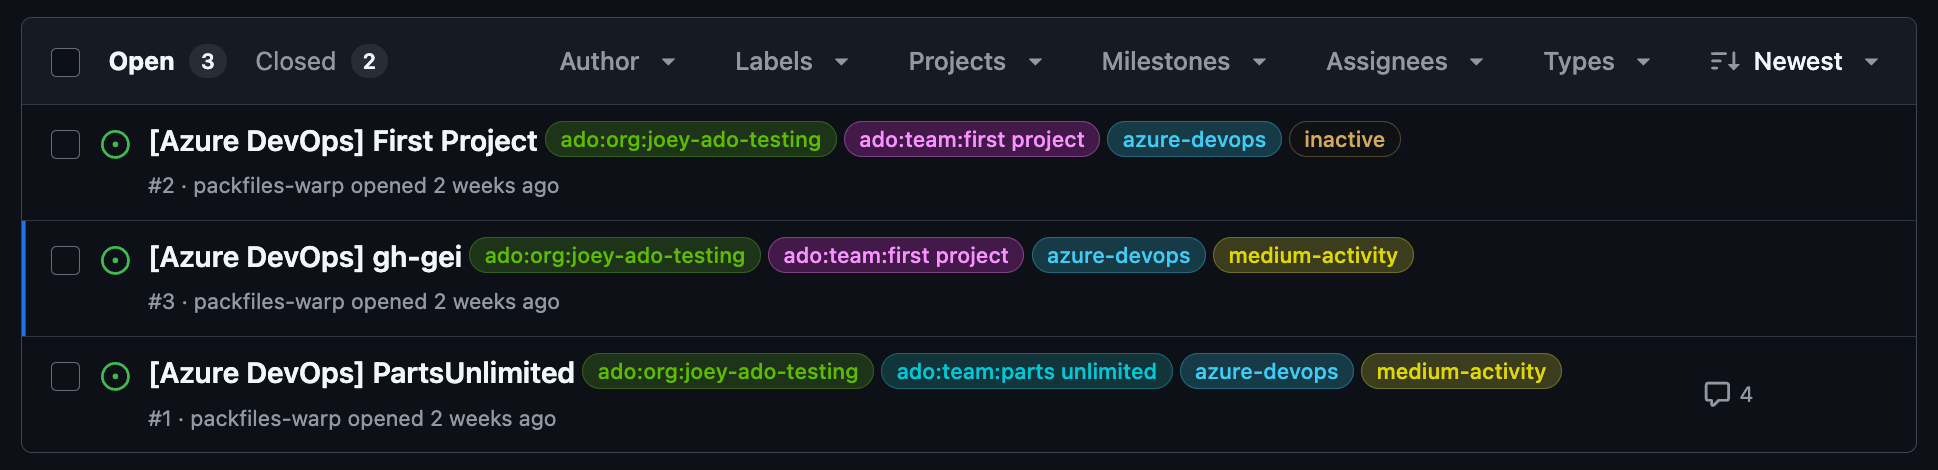 Open 3 Closed 2 Author Labels Projects Milestones Assignees Types Newest
[Azure DevOps] First Project ado:org:joey-ado-testing ado:team:first project azure-devops inactive
#2 · packfiles-warp opened 2 weeks ago
[Azure DevOps] gh-gei ado:org:joey-ado-testing ado:team:first project azure-devops medium-activity
#3 · packfiles-warp opened 2 weeks ago
[Azure DevOps] PartsUnlimited ado:org:joey-ado-testing ado:team:parts unlimited azure-devops medium-activity
4
#1 · packfiles-warp opened 2 weeks ago